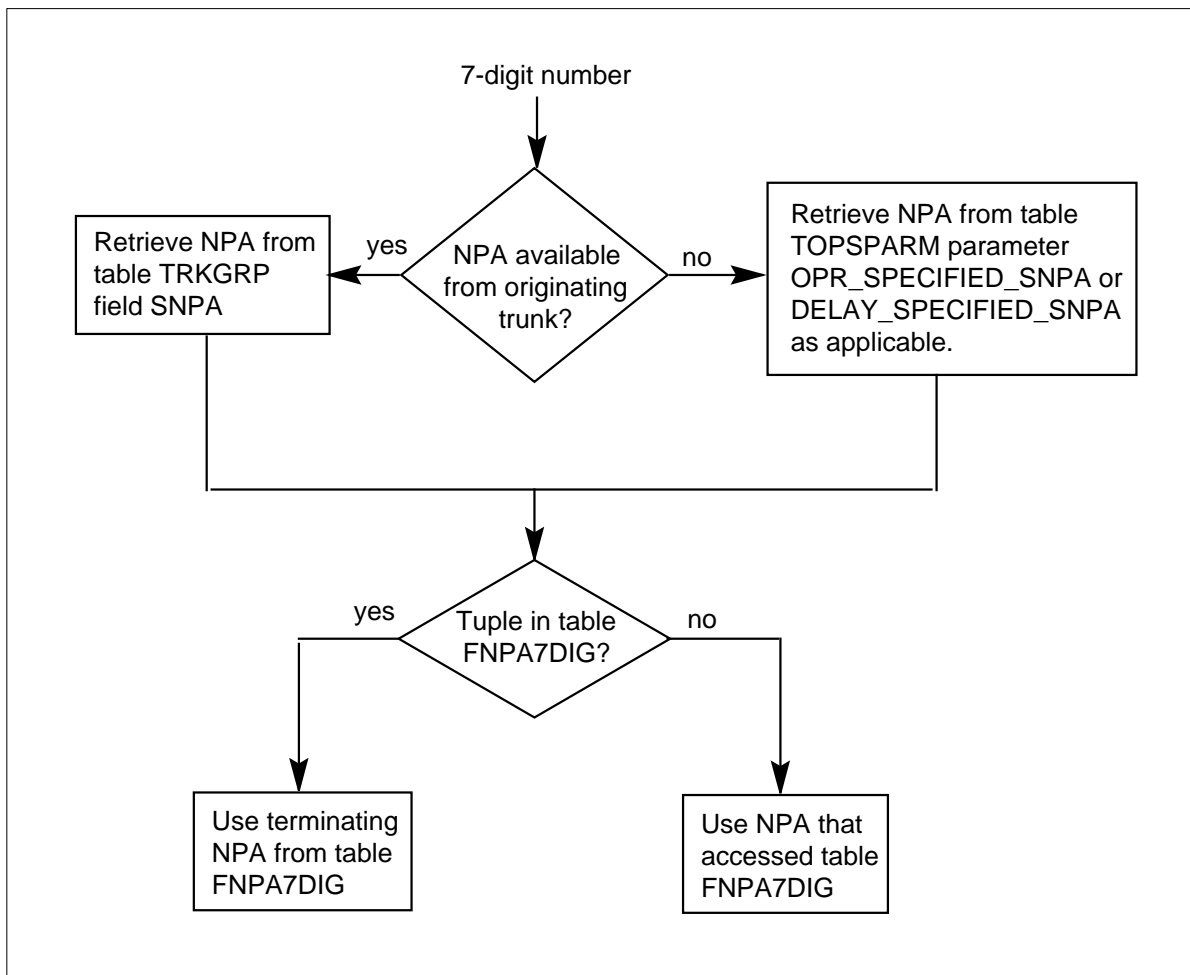 7-digit number
Retrieve NPA from
table TRKGRP
field SNPA
yes
NPA available
from originating
trunk?
no
Retrieve NPA from table
TOPSPARM parameter
OPR_SPECIFIED_SNPA or
DELAY_SPECIFIED_SNPA
as applicable.
yes
Tuple in table
FNPA7DIG?
no
Use terminating
NPA from table
FNPA7DIG
Use NPA that
accessed table
FNPA7DIG